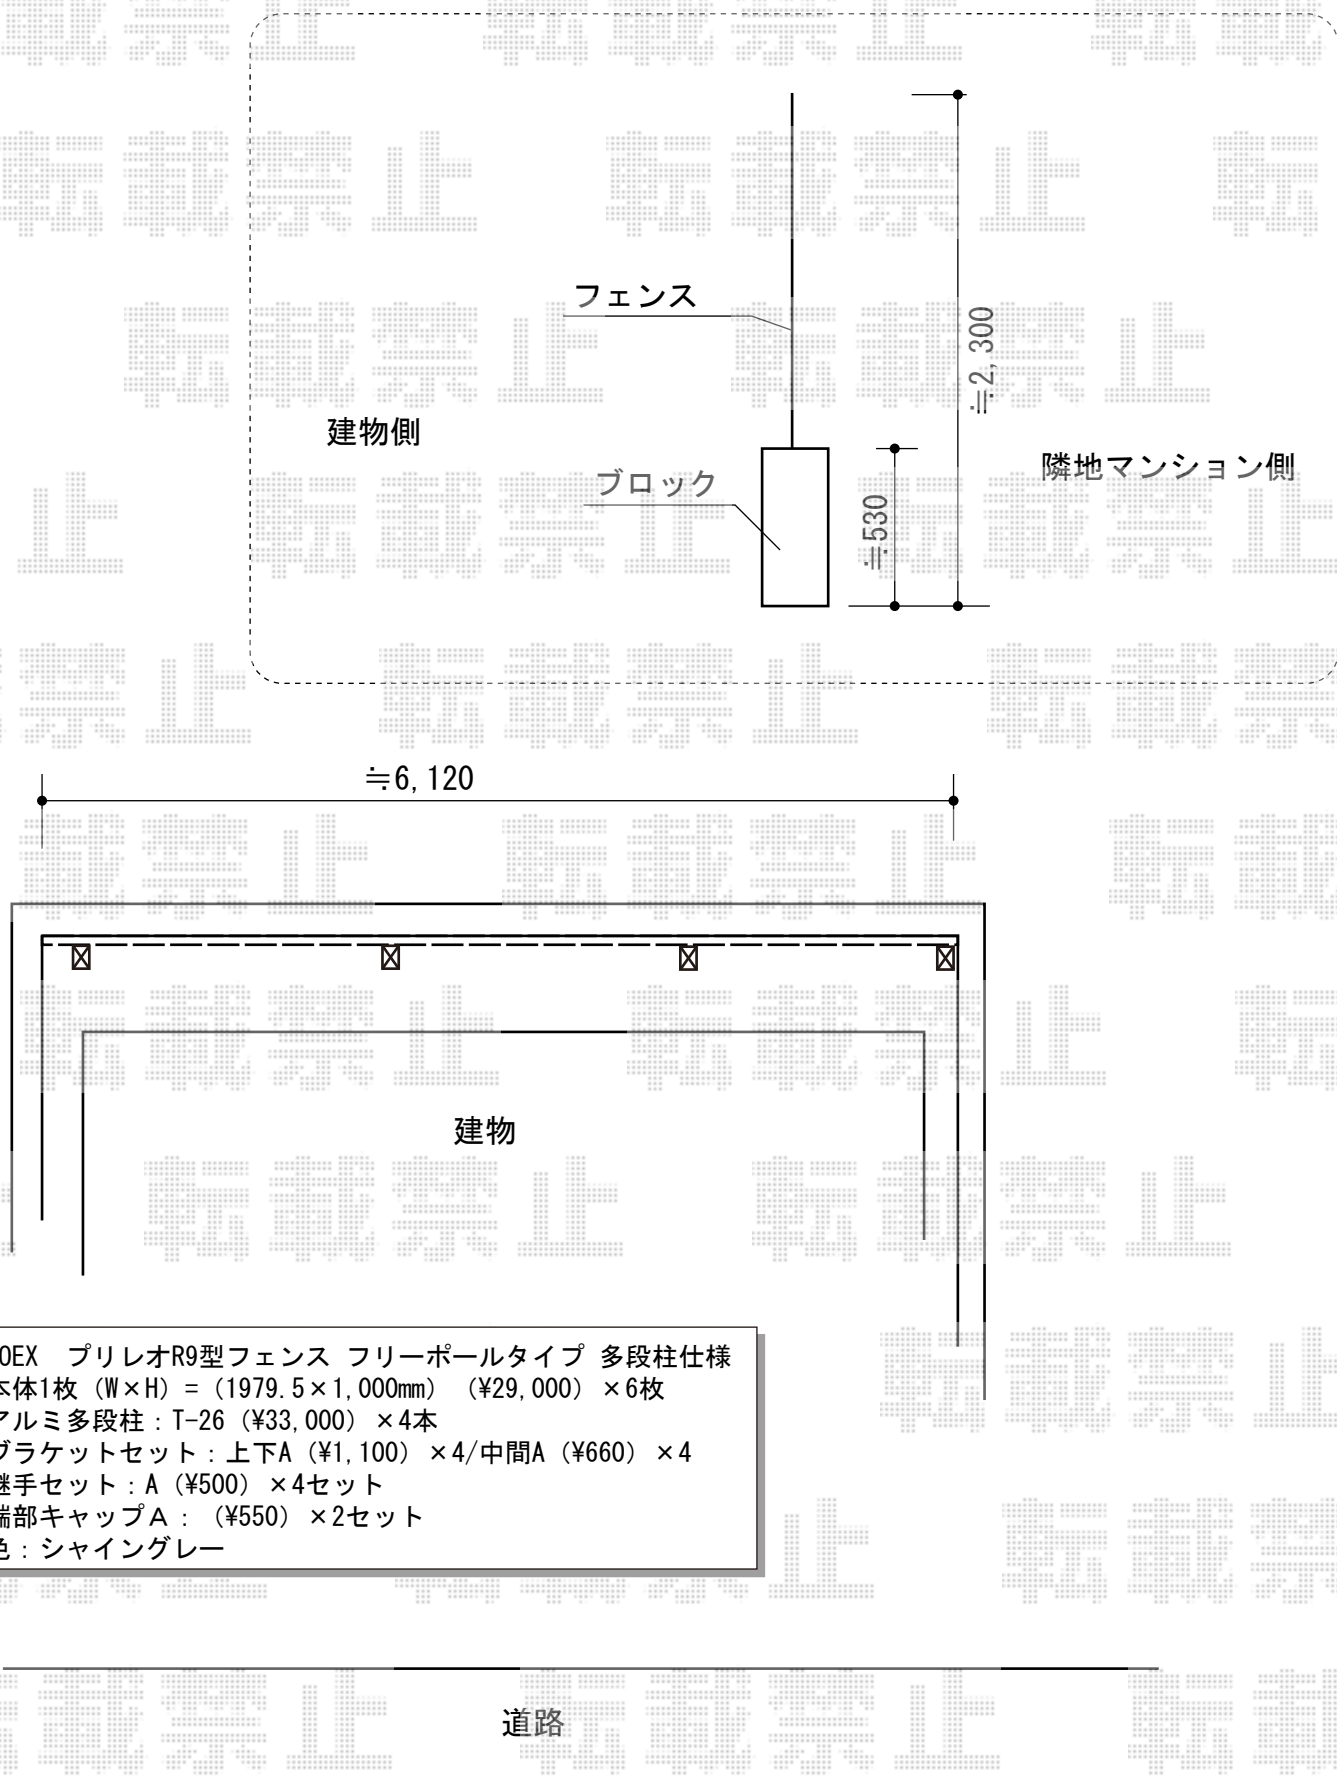 フェンス
≒2,300
建物側
隣地マンション側
ブロック
≒530
≒6,120
建物
OEX プリレオR9型フェンス フリーポールタイプ 多段柱仕様
本体1枚（W×H）=（1979.5×1,000mm）（¥29,000）×6枚
アルミ多段柱：T-26（¥33,000）×4本
ブラケットセット：上下A（¥1,100）×4/中間A（¥660）×4
継手セット：A（¥500）×4セット
端部キャップＡ：（¥550）×2セット
色：シャイングレー
道路
転載禁止